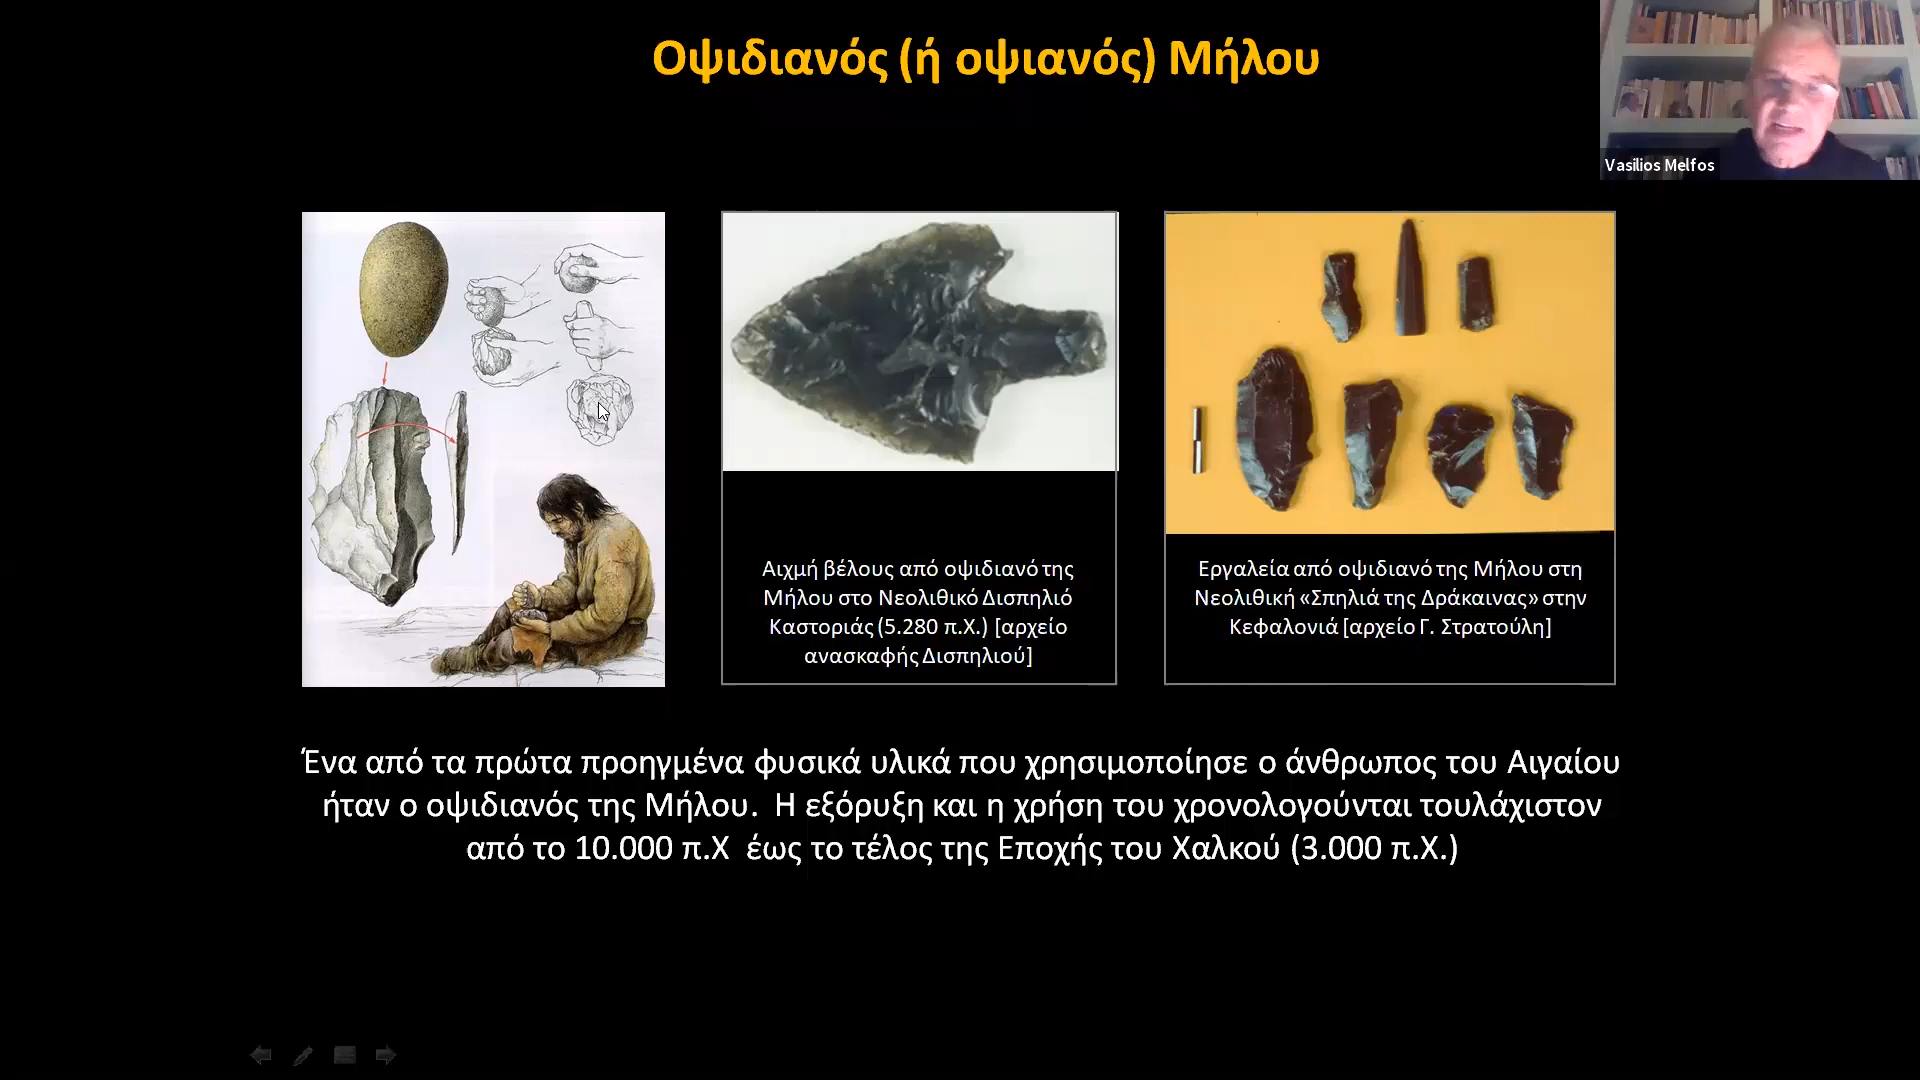 Οψιδιανός (ή οψιανός) Μήλου
Vasilios Melfos
Αιχμή βέλους από οψιδιανό της
Μήλου στο Νεολιθικό Δισπηλιό
Καστοριάς (5.280 π.Χ.) [αρχείο
ανασκαφής Δισπηλιού]
Εργαλεία από οψιδιανό της Μήλου στη
Νεολιθική «Σπηλιά της Δράκαινας» στην
Κεφαλονιά [αρχείο Γ. Στρατούλη]
Ένα από τα πρώτα προηγμένα φυσικά υλικά που χρησιμοποίησε ο άνθρωπος του Αιγαίου
ήταν ο οψιδιανός της Μήλου.  Η εξόρυξη και η χρήση του χρονολογούνται τουλάχιστον
από το 10.000 π.Χ  έως το τέλος της Εποχής του Χαλκού (3.000 π.Χ.)